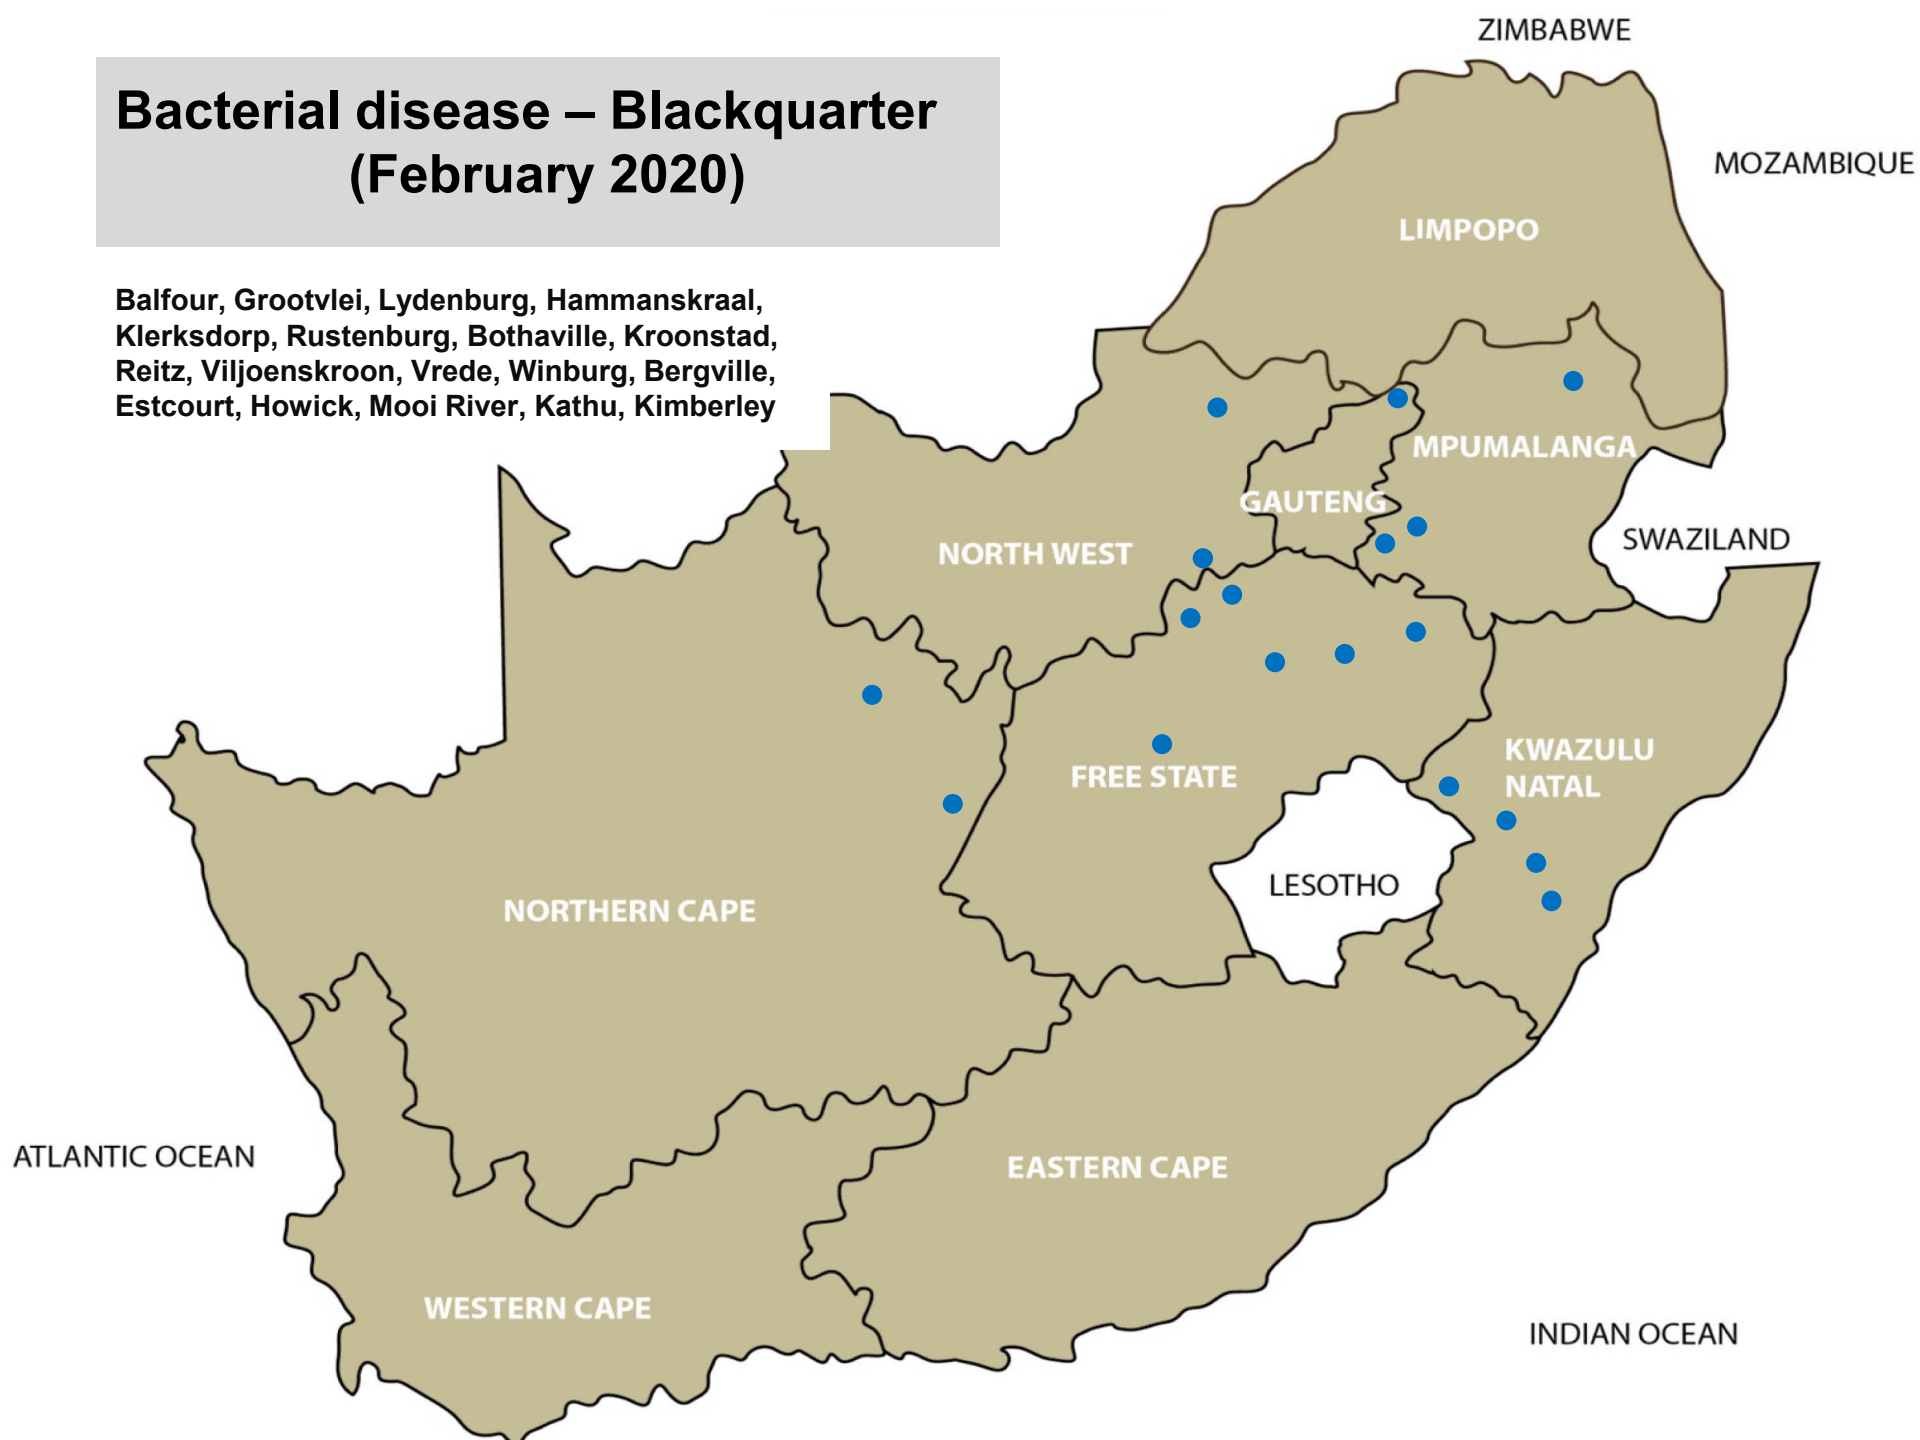 ZIMBABWE
Bacterial disease – Blackquarter
(February 2020)
MOZAMBIQUE
LIMPOPO
Balfour, Grootvlei, Lydenburg, Hammanskraal,
Klerksdorp, Rustenburg, Bothaville, Kroonstad,
Reitz, Viljoenskroon, Vrede, Winburg, Bergville,
Estcourt, Howick, Mooi River, Kathu, Kimberley
MPUMALANGA
GAUTENG
SWAZILAND
NORTH WEST
KWAZULU
NATAL
FREE STATE
LESOTHO
NORTHERN CAPE
ATLANTIC OCEAN
EASTERN CAPE
WESTERN CAPE
INDIAN OCEAN